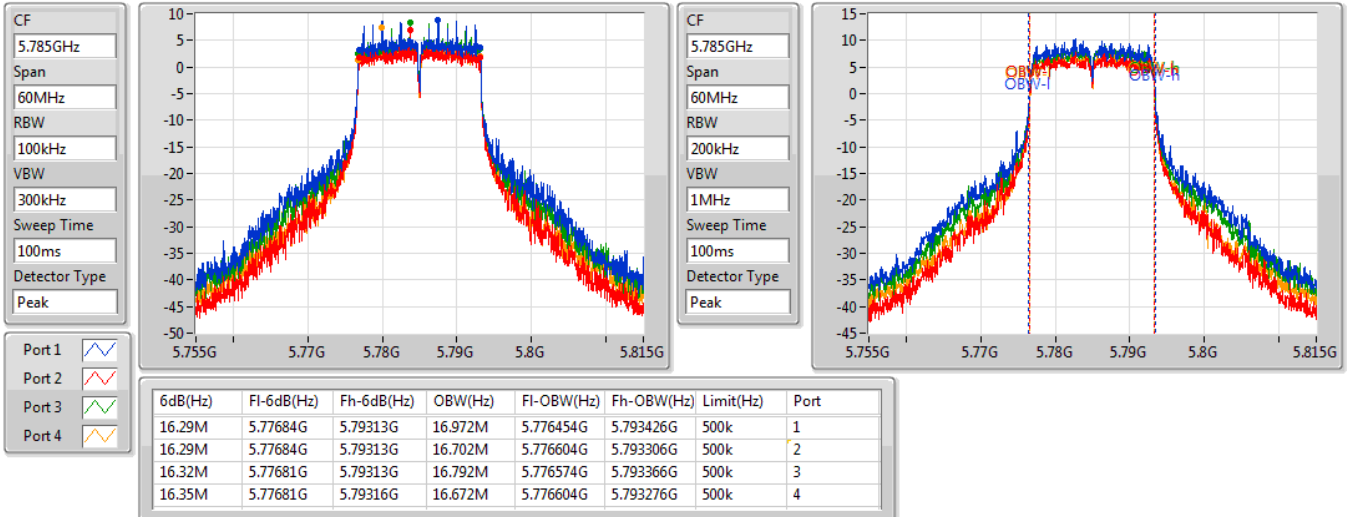 CF
5.785GHz
Span
60MHz
RBW
100kHz
VBW
300kHz
Sweep Time
100ms
Detector Type
Peak
10
5
0
-5
-10
-15
-20
-25
-30
-35
-40
-45
-50
5.755G 5.77G 5.78G 5.79G 5.8G 5.815G
CF
5.785GHz
Span
60MHz
RBW
200kHz
VBW
1MHz
Sweep Time
100ms
Detector Type
Peak
15
10
5
0
-5
-10
-15
-20
-25
-30
-35
-40
-45
OBW-l OBW-h
OBW-l OBW-h
5.755G 5.77G 5.78G 5.79G 5.8G 5.815G
Port 1
Port 2
Port 3
Port 4
6dB(Hz) Fl-6dB(Hz) Fh-6dB(Hz) OBW(Hz) Fl-OBW(Hz) Fh-OBW(Hz) Limit(Hz) Port
16.29M 5.77684G 5.79313G 16.972M 5.776454G 5.793426G 500k 1
16.29M 5.77684G 5.79313G 16.702M 5.776604G 5.793306G 500k 2
16.32M 5.77681G 5.79313G 16.792M 5.776574G 5.793366G 500k 3
16.35M 5.77681G 5.79316G 16.672M 5.776604G 5.793276G 500k 4